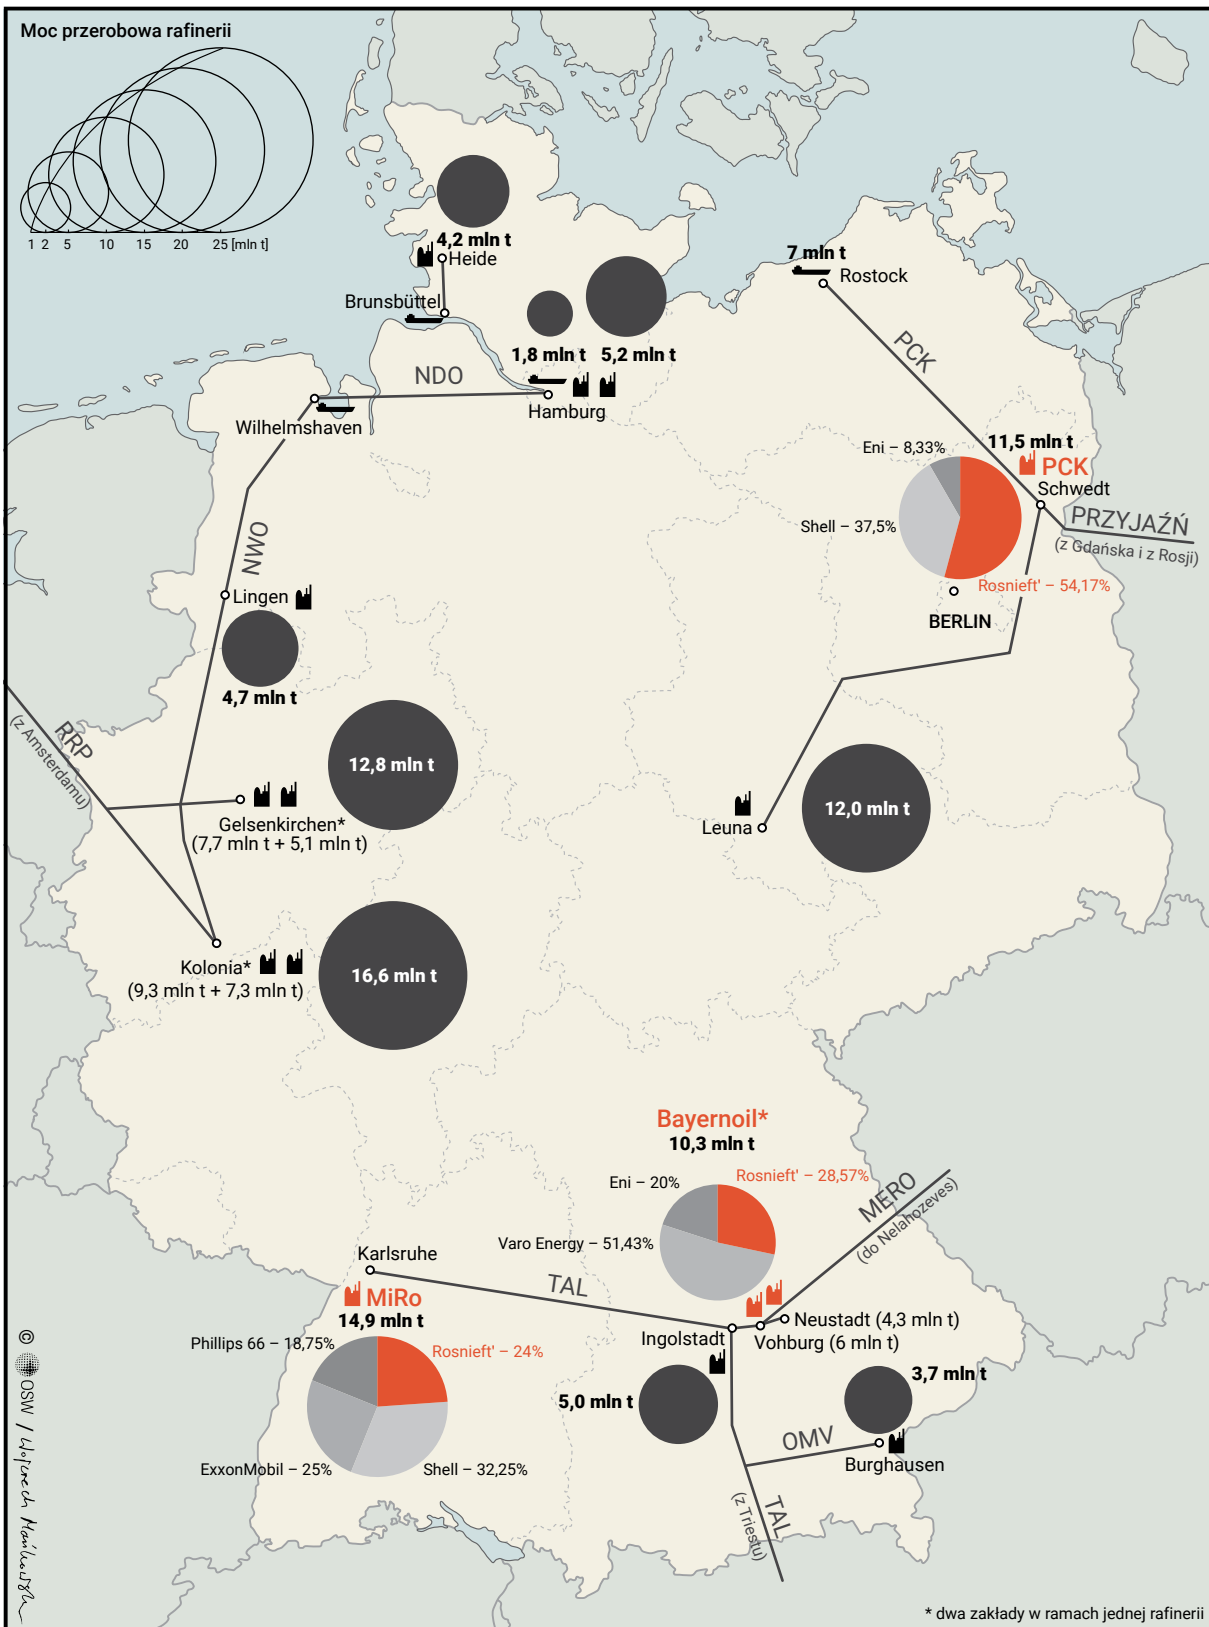 Moc przerobowa rafinerii
1 2 5 10 15 20 25 [mln t]
4,2 mln t
Heide
Brunsbüttel
1,8 mln t
5,2 mln t
Hamburg
NDO
Wilhelmshaven
7 mln t
Rostock
PCK
11,5 mln t
PCK
Schwedt
Eni – 8,33%
Shell – 37,5%
Rosnieft' – 54,17%
PRZYJAŹŃ
(z Gdańska i z Rosji)
BERLIN
NWO
Lingen
4,7 mln t
RRP
(z Amsterdamu)
12,8 mln t
Gelsenkirchen*
(7,7 mln t + 5,1 mln t)
Leuna
12,0 mln t
Kolonia*
(9,3 mln t + 7,3 mln t)
16,6 mln t
Bayernoil*
10,3 mln t
Eni – 20%
Rosnieft' – 28,57%
Varo Energy – 51,43%
MERO
(do Nelahozeves)
Karlsruhe
TAL
MiRo
14,9 mln t
Phillips 66 – 18,75%
Rosnieft' – 24%
ExxonMobil – 25%
Shell – 32,25%
Neustadt (4,3 mln t)
Ingolstadt
Vohburg (6 mln t)
5,0 mln t
3,7 mln t
OMV
Burghausen
TAL
(z Triestu)
© OSW / Wojciech Mańkowski
* dwa zakłady w ramach jednej rafinerii